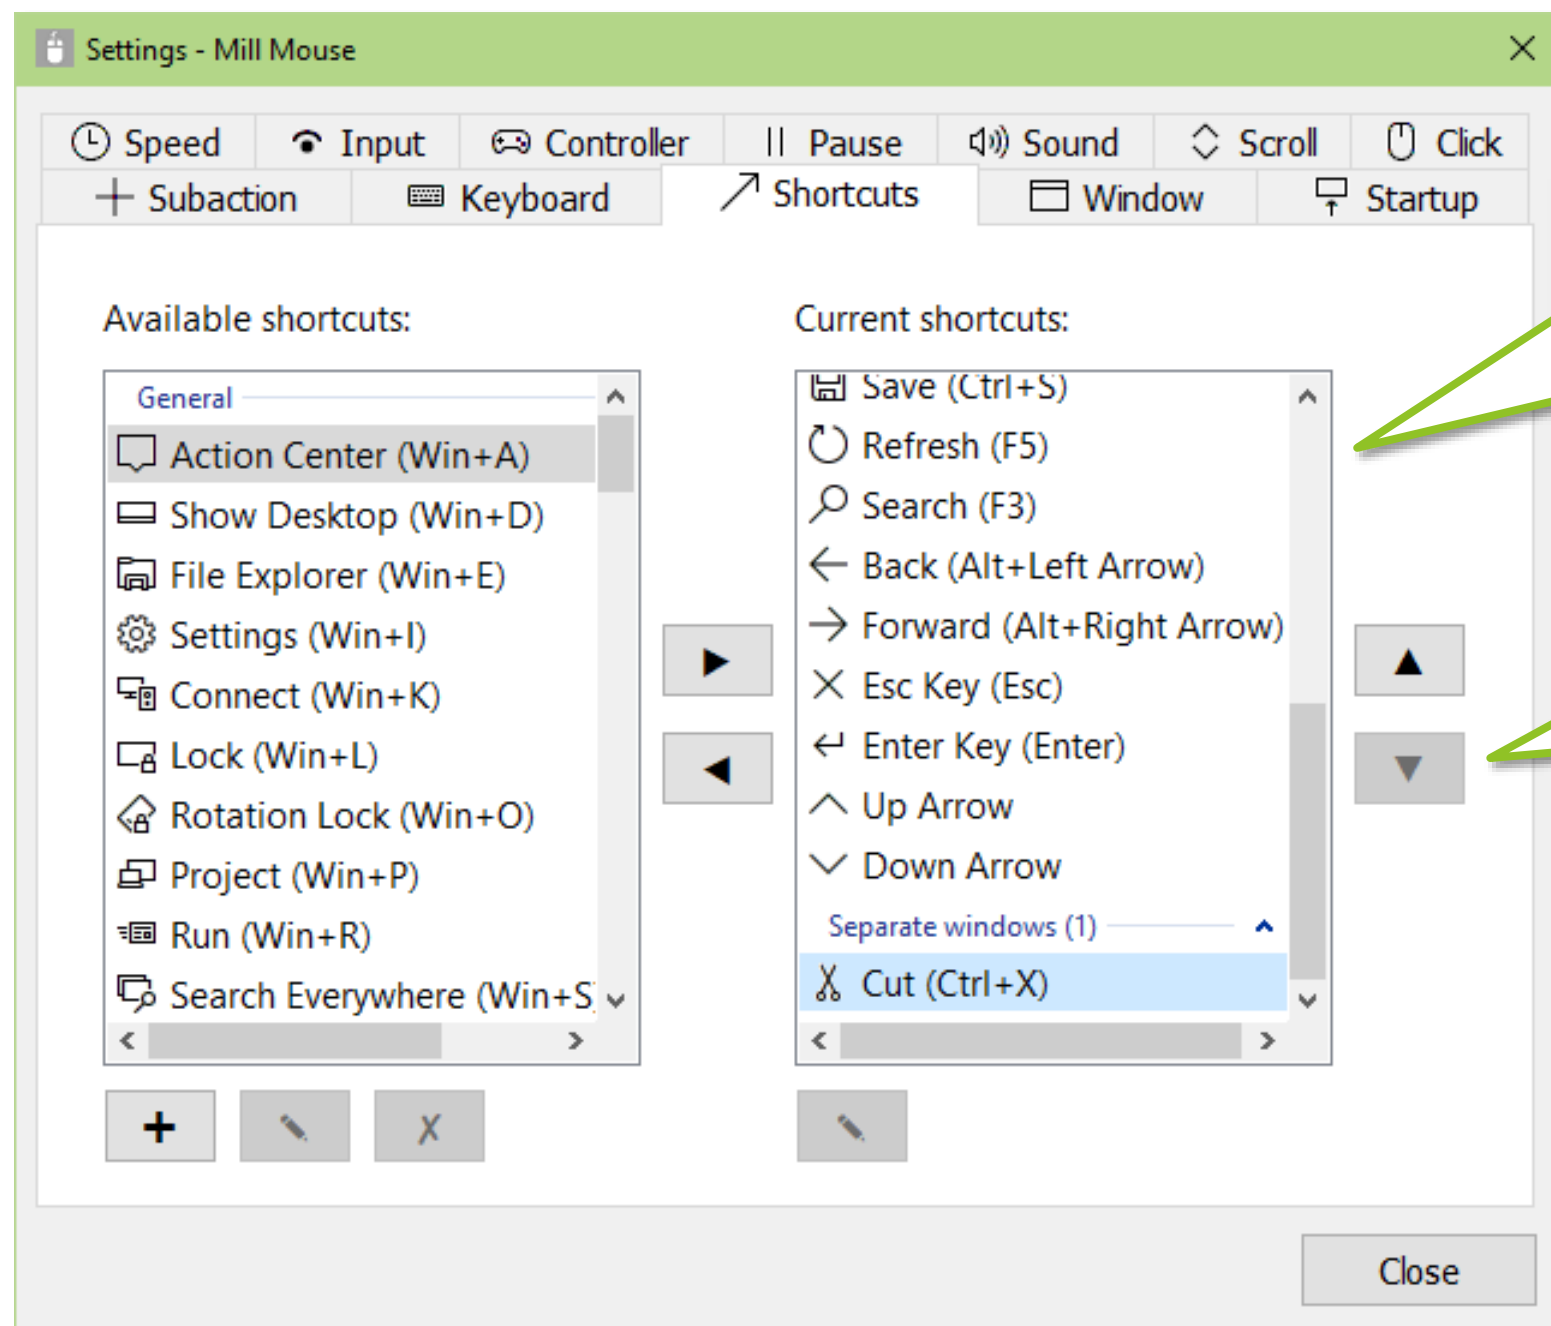 Settings - Mill Mouse
Speed Input Controller Pause Sound Scroll Click
Subaction Keyboard Shortcuts Window Startup
Available shortcuts:
General
Action Center (Win+A)
Show Desktop (Win+D)
File Explorer (Win+E)
Settings (Win+I)
Connect (Win+K)
Lock (Win+L)
Rotation Lock (Win+O)
Project (Win+P)
Run (Win+R)
Search Everywhere (Win+S
Current shortcuts:
Save (Ctrl+S)
Refresh (F5)
Search (F3)
Back (Alt+Left Arrow)
Forward (Alt+Right Arrow)
Esc Key (Esc)
Enter Key (Enter)
Up Arrow
Down Arrow
Separate windows (1)
Cut (Ctrl+X)
Close